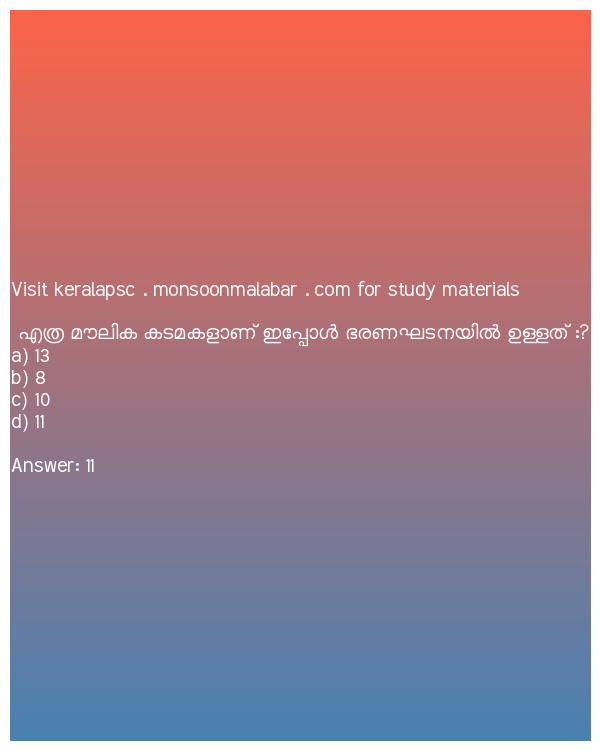 Visit keralapsc . monsoonmalabar . com for study materials
എത്ര മൗലിക കടമകളാണ് ഇപ്പോൾ ഭരണഘടനയിൽ ഉള്ളത് :?
a) 13
b) 8
c) 10
d) 11
Answer: 11